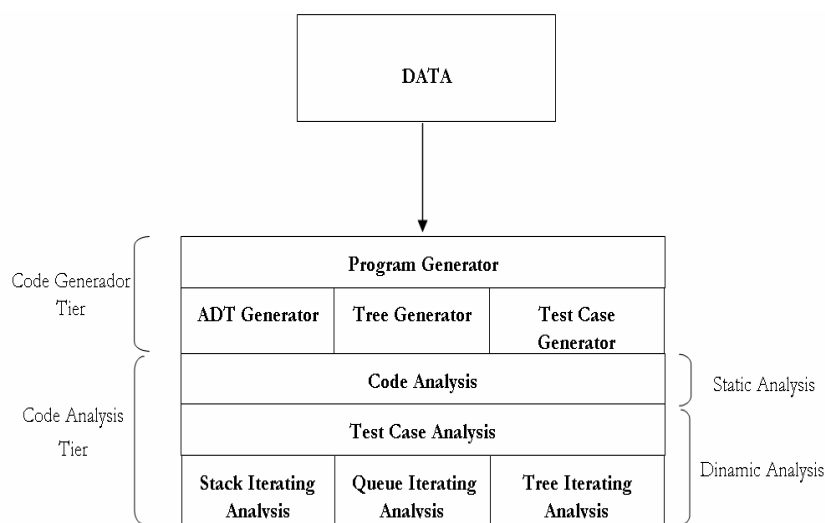 DATA
Program Generator
Code Generador
Tier
ADT Generator
Tree Generator
Test Case
Generator
Code Analysis
Static Analysis
Code Analysis
Tier
Test Case Analysis
Dinamic Analysis
Stack Iterating
Analysis
Queue Iterating
Analysis
Tree Iterating
Analysis